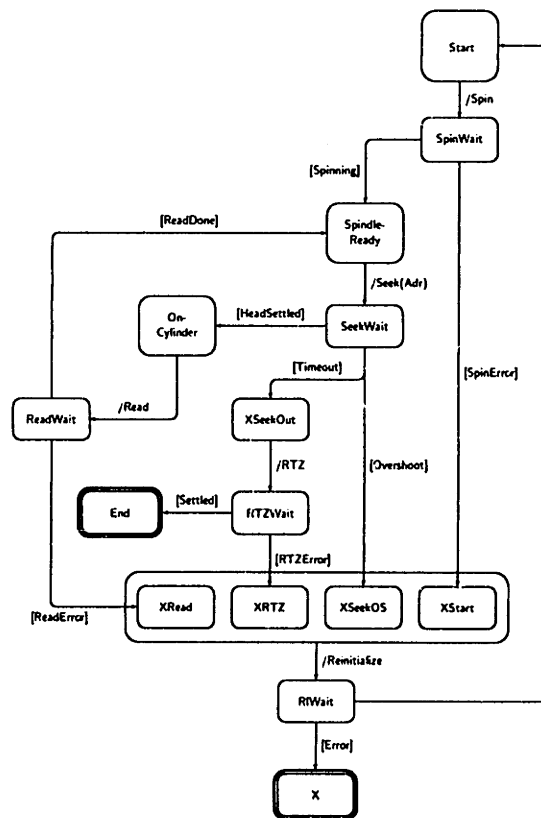 Start
/Spin
SpinWait
[Spinning]
[ReadDone]
Spindle-
Ready
/Seek(Adr)
On-
Cylinder
[HeadSettled]
SeekWait
[Timeout]
[SpinError]
ReadWait
/Read
XSeekOut
/RTZ
[Overshoot]
End
[Settled]
RTZWait
[RTZError]
XRead
XRTZ
XSeekOS
XStart
[ReadError]
/Reinitialize
RIWait
[Error]
X